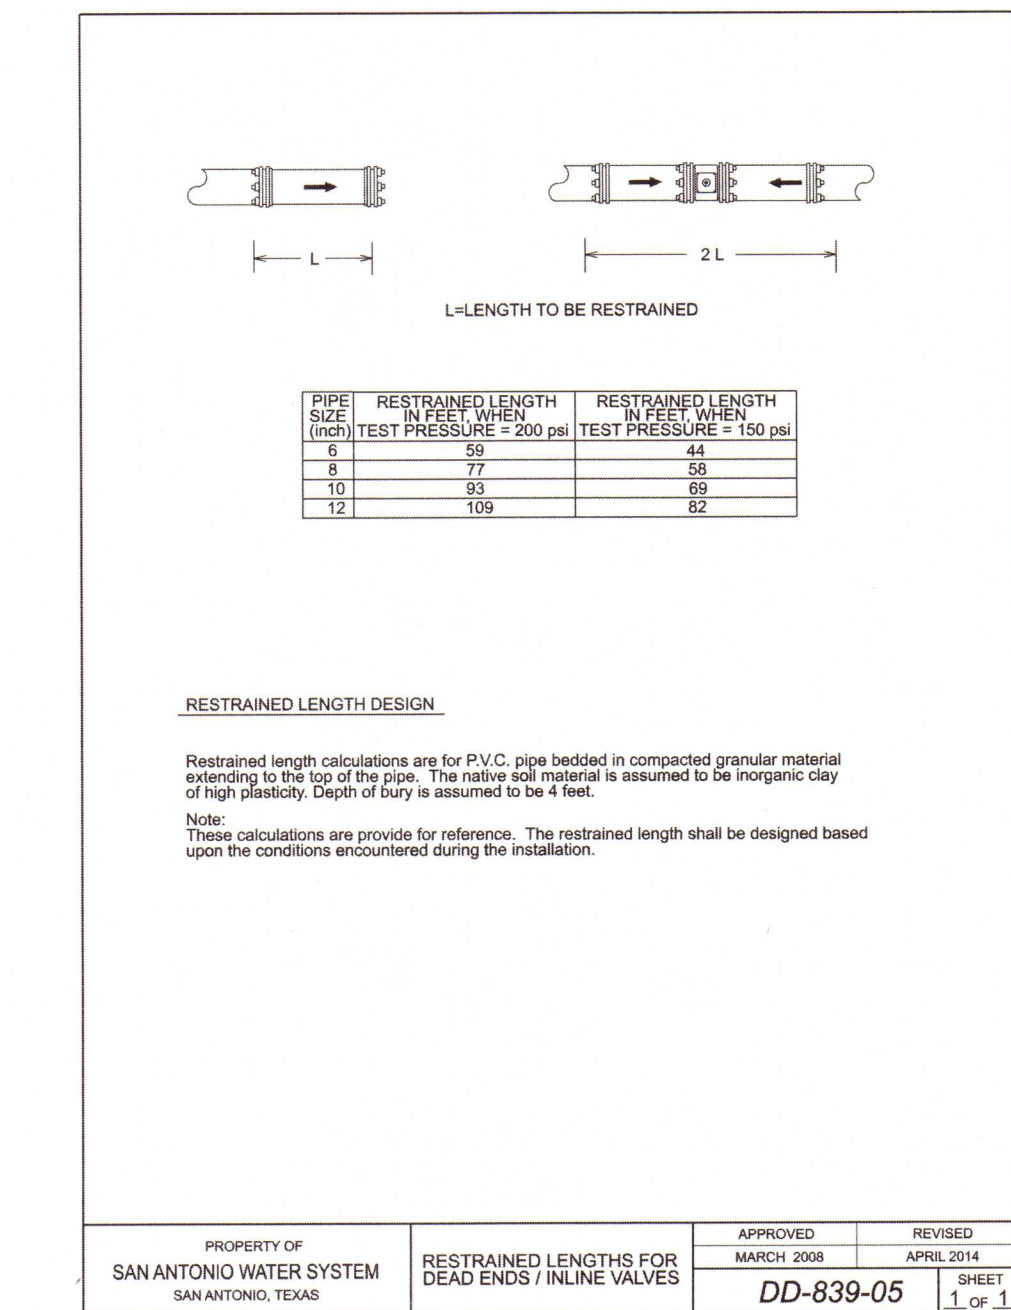 L
2 L
L=LENGTH TO BE RESTRAINED
PIPE SIZE (inch) RESTRAINED LENGTH IN FEET, WHEN TEST PRESSURE = 200 psi RESTRAINED LENGTH IN FEET, WHEN TEST PRESSURE = 150 psi
6 59 44
8 77 58
10 93 69
12 109 82
RESTRAINED LENGTH DESIGN
Restrained length calculations are for P.V.C. pipe bedded in compacted granular material
extending to the top of the pipe. The native soil material is assumed to be inorganic clay
of high plasticity. Depth of bury is assumed to be 4 feet.
Note:
These calculations are provide for reference. The restrained length shall be designed based
upon the conditions encountered during the installation.
PROPERTY OF
SAN ANTONIO WATER SYSTEM
SAN ANTONIO, TEXAS
RESTRAINED LENGTHS FOR
DEAD ENDS / INLINE VALVES
APPROVED REVISED
MARCH 2008 APRIL 2014
DD-839-05
SHEET
1 OF 1